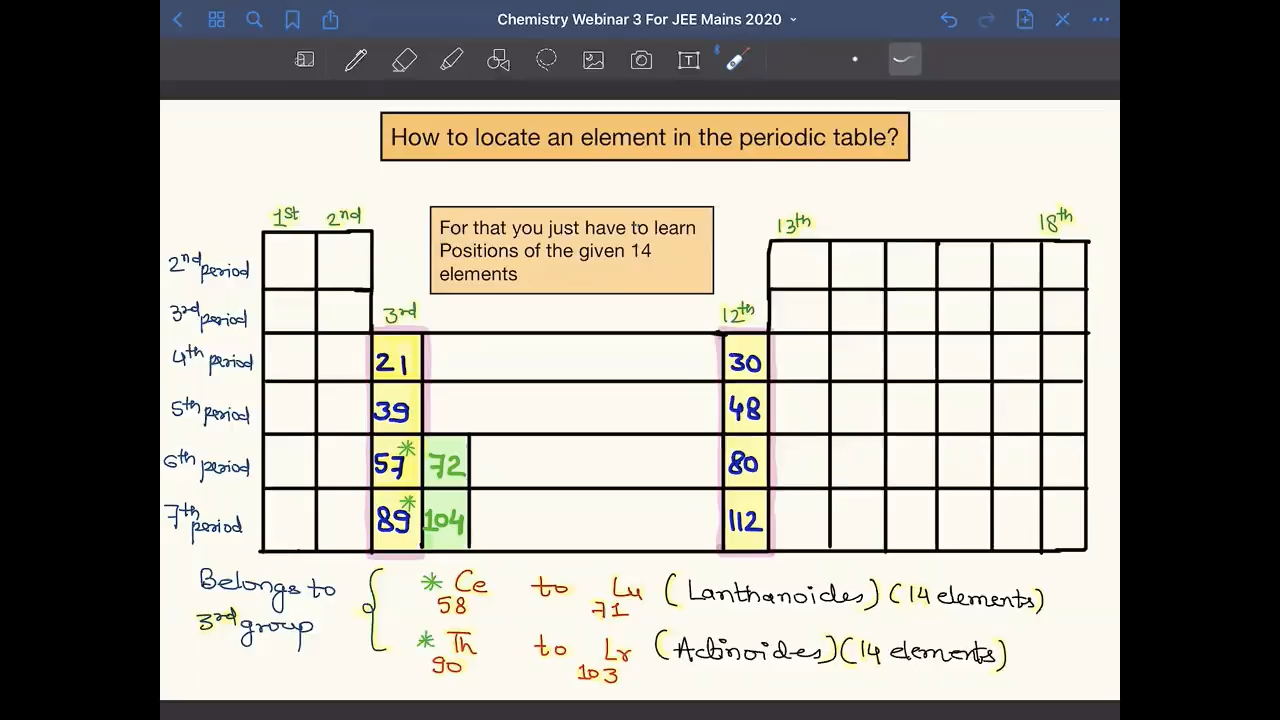 Chemistry Webinar 3 For JEE Mains 2020
T
How to locate an element in the periodic table?
1st 2nd
13th 18th
For that you just have to learn
Positions of the given 14
elements
2nd period
3rd period
3rd 12th
4th period 21 30
5th period 39 48
6th period 57* 72 80
7th period 89* 104 112
Belongs to
3rd group
* Ce to Lu (Lanthanoides) (14 elements)
58 71
* Th to Lr (Actinoides) (14 elements)
90 103